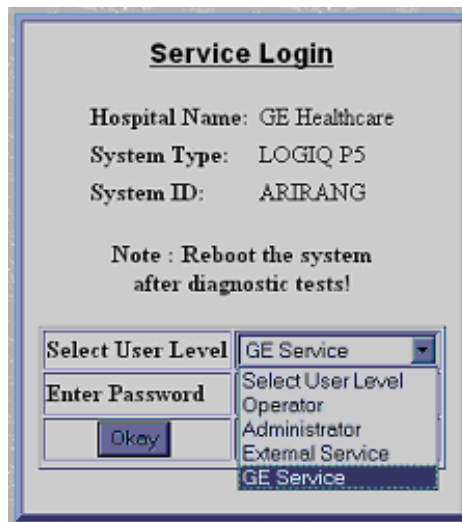 Service Login
Hospital Name: GE Healthcare
System Type: LOGIQ P5
System ID: ARIRANG
Note : Reboot the system
after diagnostic tests!
Select User Level GE Service
Enter Password
Select User Level
Operator
Okay
Administrator
External Service
GE Service